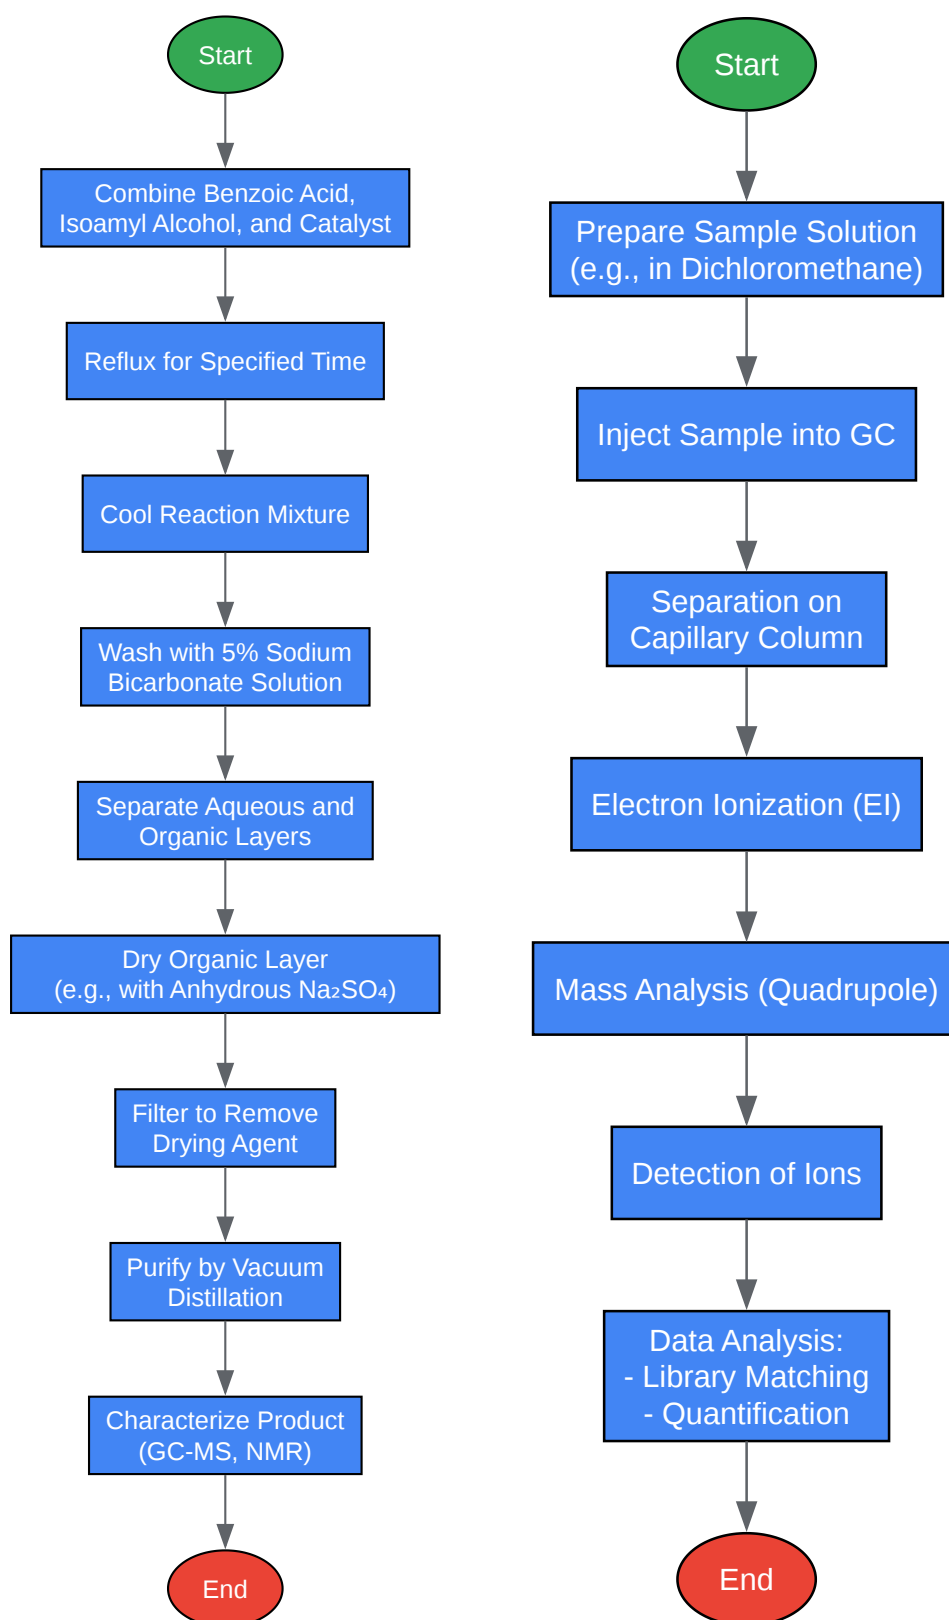 Start
Combine Benzoic Acid,
Isoamyl Alcohol, and Catalyst
Reflux for Specified Time
Cool Reaction Mixture
Wash with 5% Sodium
Bicarbonate Solution
Separate Aqueous and
Organic Layers
Dry Organic Layer
(e.g., with Anhydrous Na₂SO₄)
Filter to Remove
Drying Agent
Purify by Vacuum
Distillation
Characterize Product
(GC-MS, NMR)
End
Start
Prepare Sample Solution
(e.g., in Dichloromethane)
Inject Sample into GC
Separation on
Capillary Column
Electron Ionization (EI)
Mass Analysis (Quadrupole)
Detection of Ions
Data Analysis:
- Library Matching
- Quantification
End